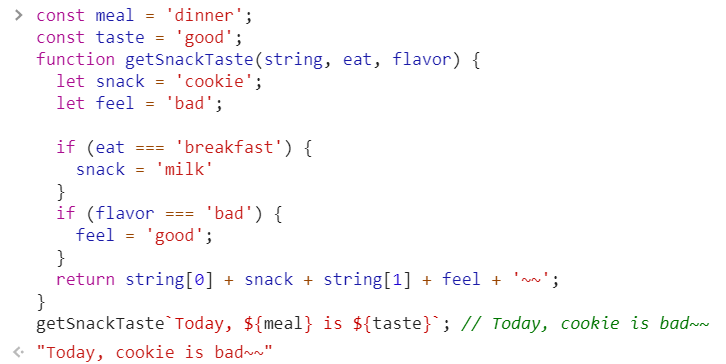 const meal = 'dinner';
const taste = 'good';
function getSnackTaste(string, eat, flavor) {
  let snack = 'cookie';
  let feel = 'bad';

  if (eat === 'breakfast') {
    snack = 'milk'
  }
  if (flavor === 'bad') {
    feel = 'good';
  }
  return string[0] + snack + string[1] + feel + '~~';
}
getSnackTaste`Today, ${meal} is ${taste}`; // Today, cookie is bad~~
"Today, cookie is bad~~"